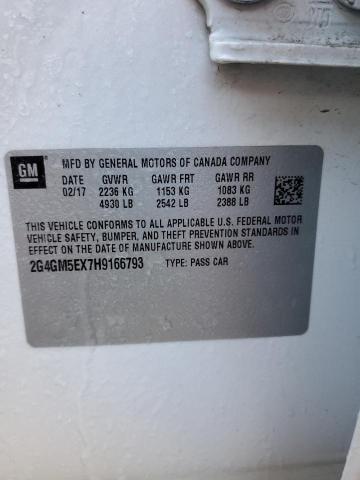 GM
MFD BY GENERAL MOTORS OF CANADA COMPANY
DATE GVWR GAWR FRT GAWR RR
02/17 2236 KG 1153 KG 1083 KG
4930 LB 2542 LB 2388 LB
THIS VEHICLE CONFORMS TO ALL APPLICABLE U.S. FEDERAL MOTOR
VEHICLE SAFETY, BUMPER, AND THEFT PREVENTION STANDARDS
IN EFFECT ON THE DATE OF MANUFACTURE SHOWN ABOVE.
2G4GM5EX7H9166793 TYPE: PASS CAR